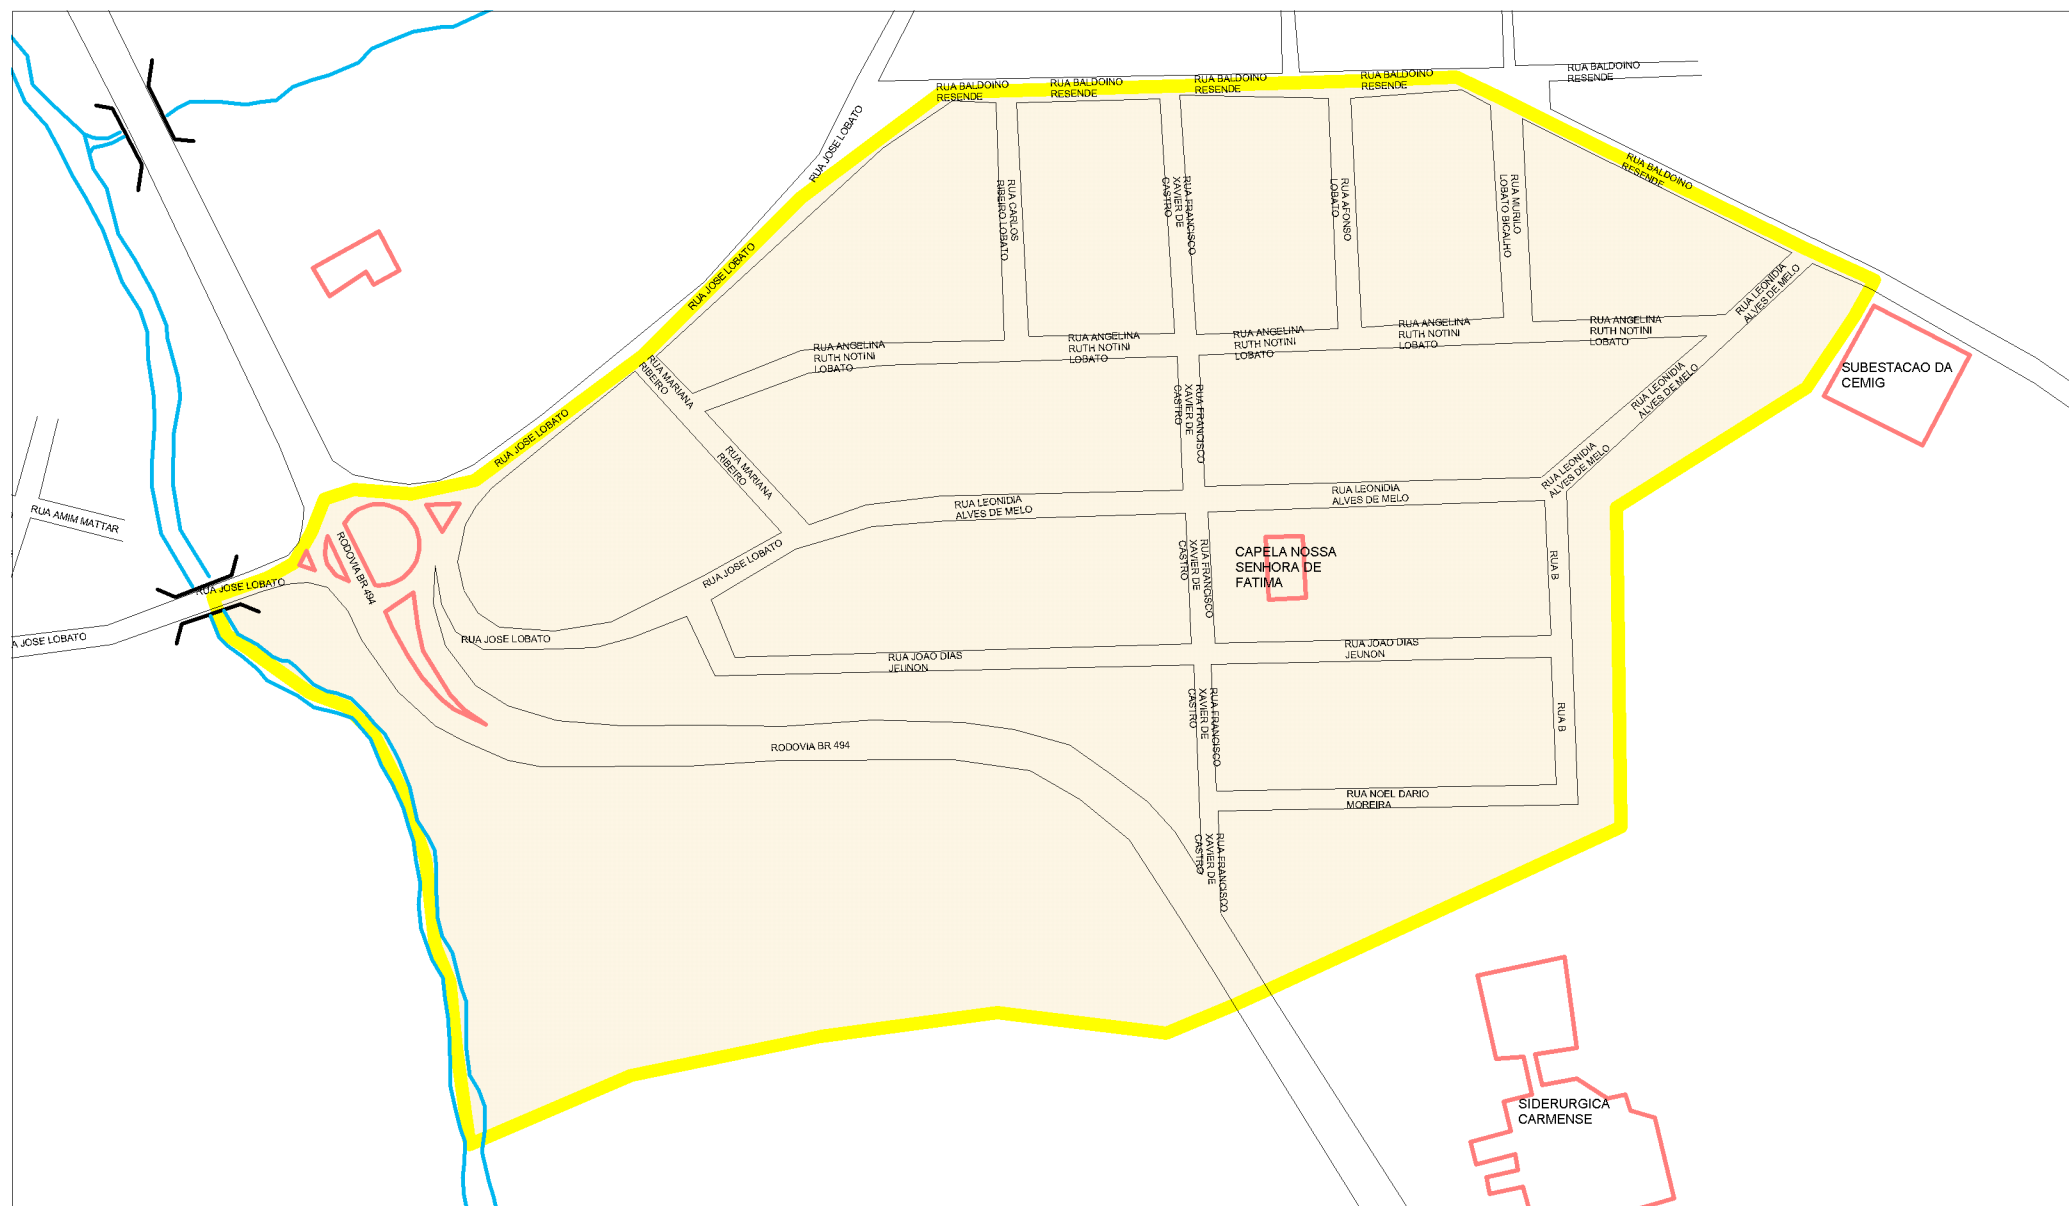 RUA BALDOINO
RESENDE
RUA BALDOINO
RESENDE
RUA BALDOINO
RESENDE
RUA BALDOINO
RESENDE
RUA BALDOINO
RESENDE
RUA BALDOINO
RESENDE
RUA JOSE LOBATO
RUA JOSE LOBATO
RUA JOSE LOBATO
RUA CARLOS
RIBEIRO LOBATO
RUA FRANCISCO
XAVIER DE
CASTRO
RUA AFONSO
LOBATO
RUA MURILO
LOBATO BICALHO
RUA LEONIDIA
ALVES DE MELO
RUA ANGELINA
RUTH NOTINI
LOBATO
RUA ANGELINA
RUTH NOTINI
LOBATO
RUA ANGELINA
RUTH NOTINI
LOBATO
RUA ANGELINA
RUTH NOTINI
LOBATO
RUA ANGELINA
RUTH NOTINI
LOBATO
RUA MARIANA
RIBEIRO
RUA MARIANA
RIBEIRO
RUA FRANCISCO
XAVIER DE
CASTRO
RUA LEONIDIA
ALVES DE MELO
SUBESTACAO DA
CEMIG
RUA LEONIDIA
ALVES DE MELO
RUA LEONIDIA
ALVES DE MELO
RUA LEONIDIA
ALVES DE MELO
RUA AMIM MATTAR
RODOVIA BR 494
RUA JOSE LOBATO
RUA JOSE LOBATO
A JOSE LOBATO
RUA JOSE LOBATO
RUA FRANCISCO
XAVIER DE
CASTRO
CAPELA NOSSA
SENHORA DE
FATIMA
RUA B
RUA JOAO DIAS
JEUNON
RUA JOAO DIAS
JEUNON
RUA FRANCISCO
XAVIER DE
CASTRO
RUA B
RODOVIA BR 494
RUA NOEL DARIO
MOREIRA
RUA FRANCISCO
XAVIER DE
CASTRO
SIDERURGICA
CARMENSE